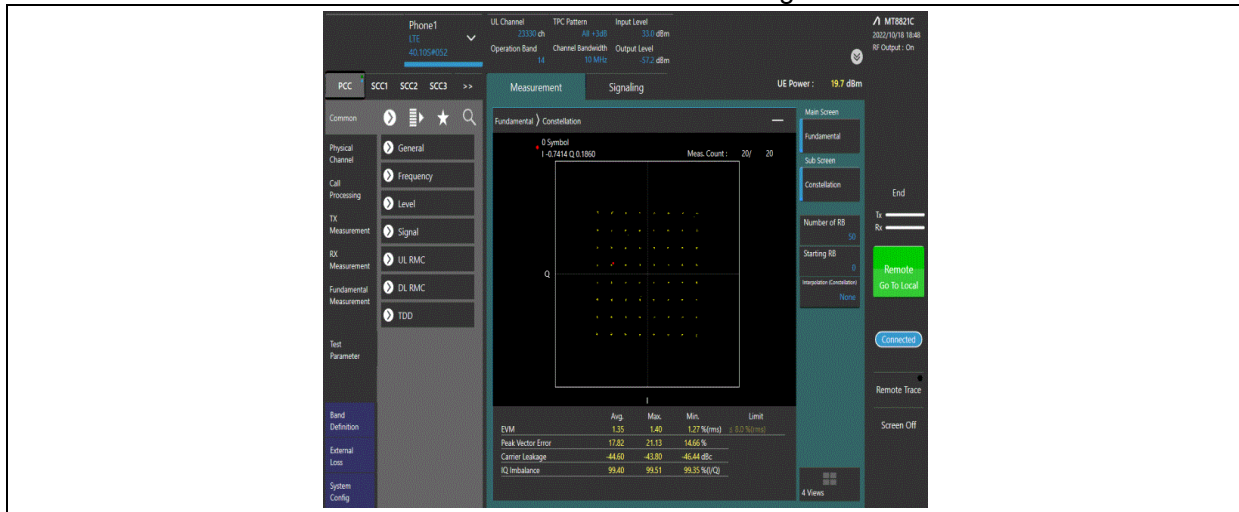 Phone1
LTE
40.10S#052
UL Channel TPC Pattern Input Level
23330 ch All +3dB 33.0 dBm
Operation Band Channel Bandwidth Output Level
14 10 MHz -57.2 dBm
MT8821C
2022/10/18 18:48
RF Output : On
PCC SCC1 SCC2 SCC3 >>
Measurement Signaling
UE Power : 19.7 dBm
Common
Physical
Channel
Call
Processing
TX
Measurement
RX
Measurement
Fundamental
Measurement
Test
Parameter
Band
Definition
External
Loss
System
Config
General
Frequency
Level
Signal
UL RMC
DL RMC
TDD
Fundamental Constellation
0 Symbol
I -0.7414 Q 0.1860 Meas. Count : 20/ 20
Q
I
Avg. Max. Min. Limit
EVM 1.35 1.40 1.27 %(rms) ≤ 8.0 %(rms)
Peak Vector Error 17.82 21.13 14.66 %
Carrier Leakage -44.60 -43.80 -46.44 dBc
IQ Imbalance 99.40 99.51 99.35 %(I/Q)
Main Screen
Fundamental
Sub Screen
Constellation
Number of RB
50
Starting RB
0
Interpolation (Constellation)
None
4 Views
End
Tx
Rx
Remote
Go To Local
Connected
Remote Trace
Screen Off